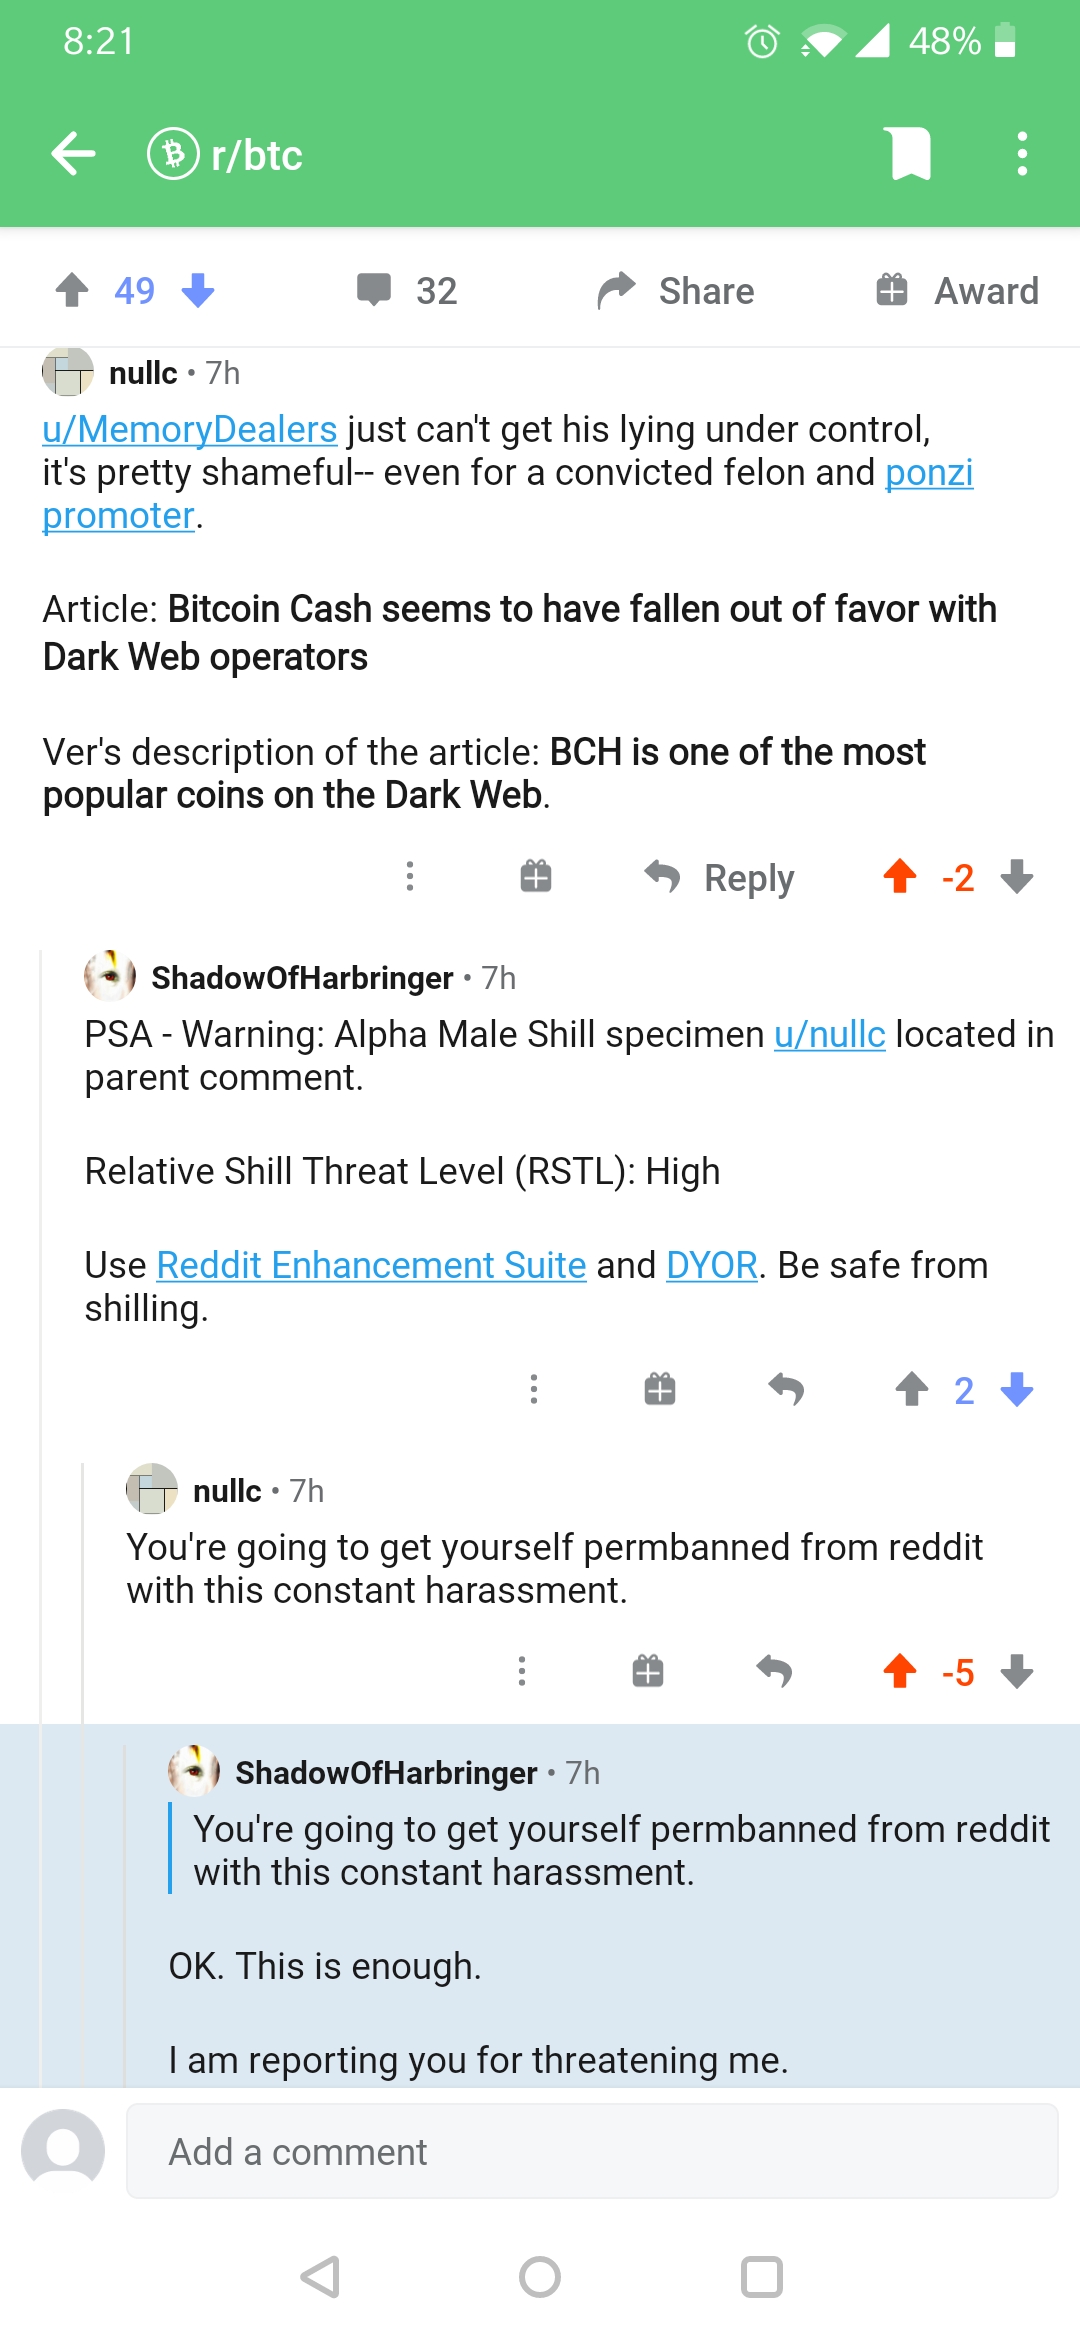 8:21
48%
r/btc
49
32
Share
Award
nullc • 7h
u/MemoryDealers just can't get his lying under control,
it's pretty shameful-- even for a convicted felon and ponzi
promoter.
Article: Bitcoin Cash seems to have fallen out of favor with
Dark Web operators
Ver's description of the article: BCH is one of the most
popular coins on the Dark Web.
Reply
-2
ShadowOfHarbringer • 7h
PSA - Warning: Alpha Male Shill specimen u/nullc located in
parent comment.
Relative Shill Threat Level (RSTL): High
Use Reddit Enhancement Suite and DYOR. Be safe from
shilling.
2
nullc • 7h
You're going to get yourself permbanned from reddit
with this constant harassment.
-5
ShadowOfHarbringer • 7h
You're going to get yourself permbanned from reddit
with this constant harassment.
OK. This is enough.
I am reporting you for threatening me.
Add a comment